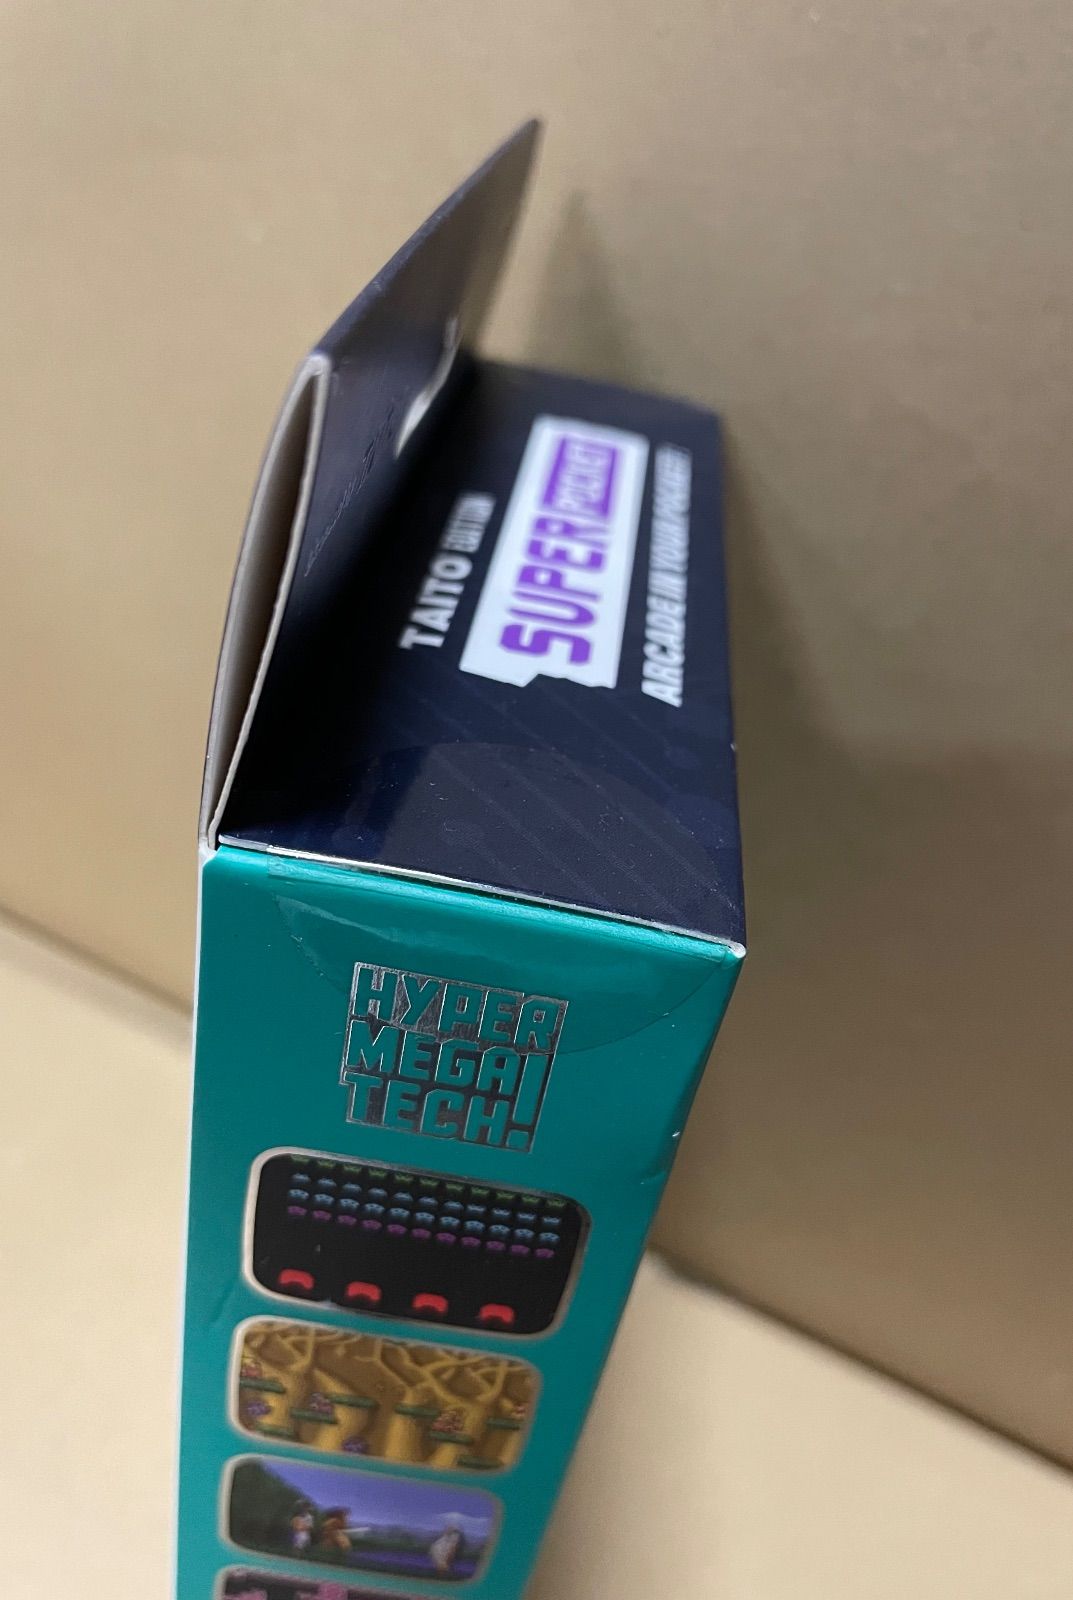 TAITO EDITION
SUPER POCKET
ARCADE IN YOUR POCKET!
HYPER
MEGA
TECH!